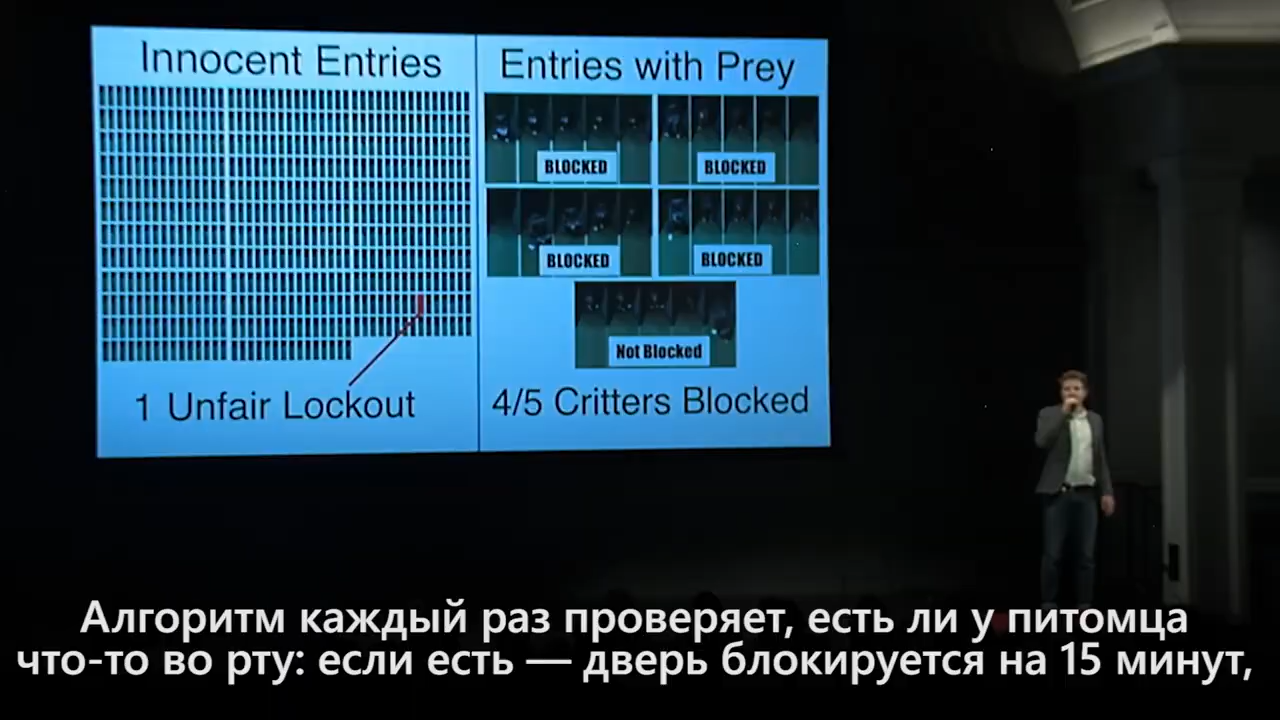 Innocent Entries
Entries with Prey
BLOCKED
BLOCKED
BLOCKED
BLOCKED
Not Blocked
1 Unfair Lockout
4/5 Critters Blocked
Алгоритм каждый раз проверяет, есть ли у питомца
что-то во рту: если есть — дверь блокируется на 15 минут,